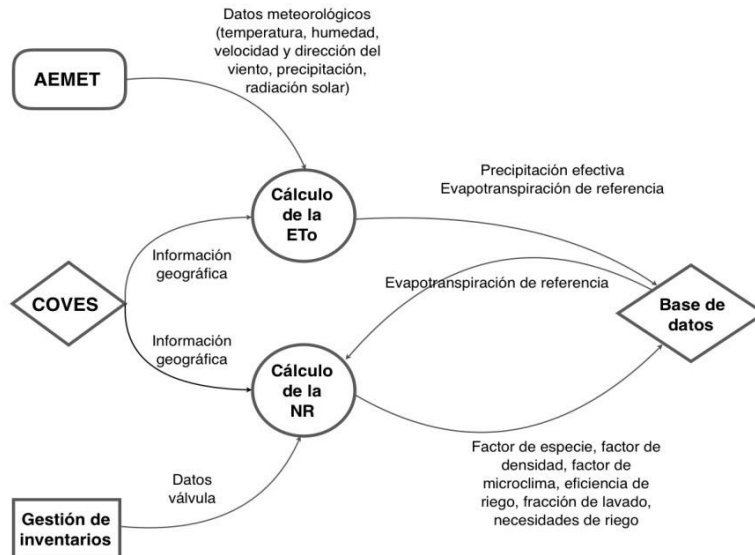 Datos meteorológicos
(temperatura, humedad,
velocidad y dirección del
viento, precipitación,
radiación solar)
AEMET
Precipitación efectiva
Evapotranspiración de referencia
Cálculo
de la
ETo
Información
geográfica
Evapotranspiración de referencia
COVES
Base de
datos
Información
geográfica
Cálculo
de la
NR
Factor de especie, factor de
densidad, factor de
microclima, eficiencia de
riego, fracción de lavado,
necesidades de riego
Datos
válvula
Gestión de
inventarios